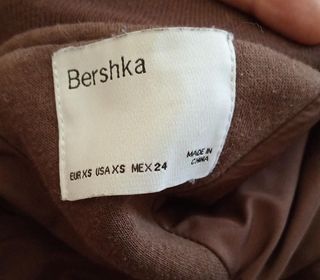 Bershka
EUR XS USA XS MEX 24
MADE IN
CHINA